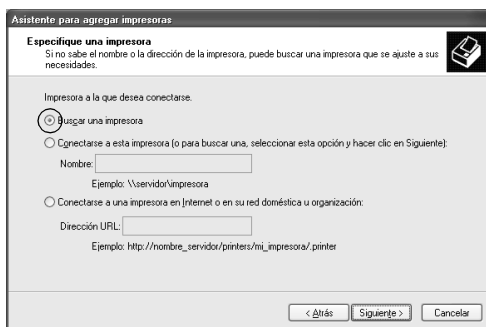 Asistente para agregar impresoras
Especifique una impresora
Si no sabe el nombre o la dirección de la impresora, puede buscar una impresora que se ajuste a sus
necesidades.
Impresora a la que desea conectarse.
Buscar una impresora
Conectarse a esta impresora (o para buscar una, seleccionar esta opción y hacer clic en Siguiente):
Nombre:
Ejemplo: \\servidor\impresora
Conectarse a una impresora en Internet o en su red doméstica u organización:
Dirección URL:
Ejemplo: http://nombre_servidor/printers/mi_impresora/.printer
< Atrás Siguiente > Cancelar